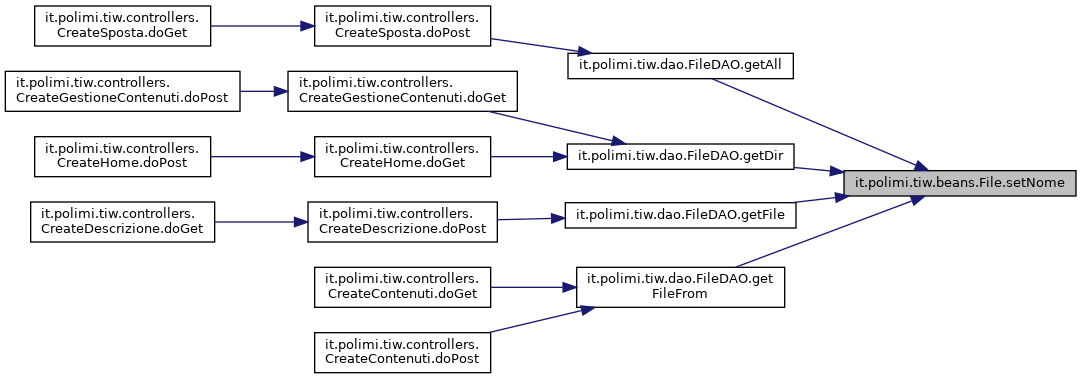 it.polimi.tiw.controllers.
CreateSposta.doGet
it.polimi.tiw.controllers.
CreateSposta.doPost
it.polimi.tiw.dao.FileDAO.getAll
it.polimi.tiw.controllers.
CreateGestioneContenuti.doPost
it.polimi.tiw.controllers.
CreateGestioneContenuti.doGet
it.polimi.tiw.controllers.
CreateHome.doPost
it.polimi.tiw.controllers.
CreateHome.doGet
it.polimi.tiw.dao.FileDAO.getDir
it.polimi.tiw.beans.File.setNome
it.polimi.tiw.controllers.
CreateDescrizione.doGet
it.polimi.tiw.controllers.
CreateDescrizione.doPost
it.polimi.tiw.dao.FileDAO.getFile
it.polimi.tiw.controllers.
CreateContenuti.doGet
it.polimi.tiw.dao.FileDAO.get
FileFrom
it.polimi.tiw.controllers.
CreateContenuti.doPost